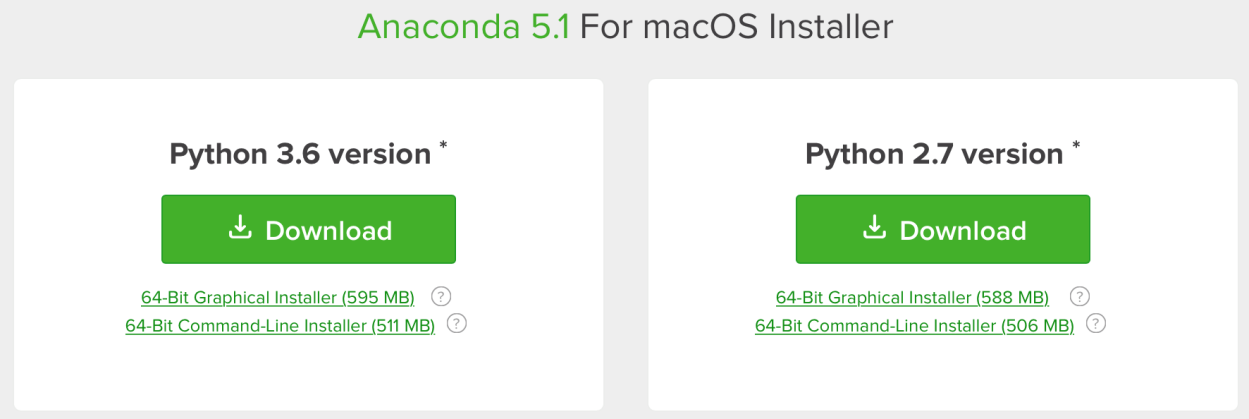 Anaconda 5.1 For macOS Installer
Python 3.6 version *
Download
64-Bit Graphical Installer (595 MB) ?
64-Bit Command-Line Installer (511 MB) ?
Python 2.7 version *
Download
64-Bit Graphical Installer (588 MB) ?
64-Bit Command-Line Installer (506 MB) ?